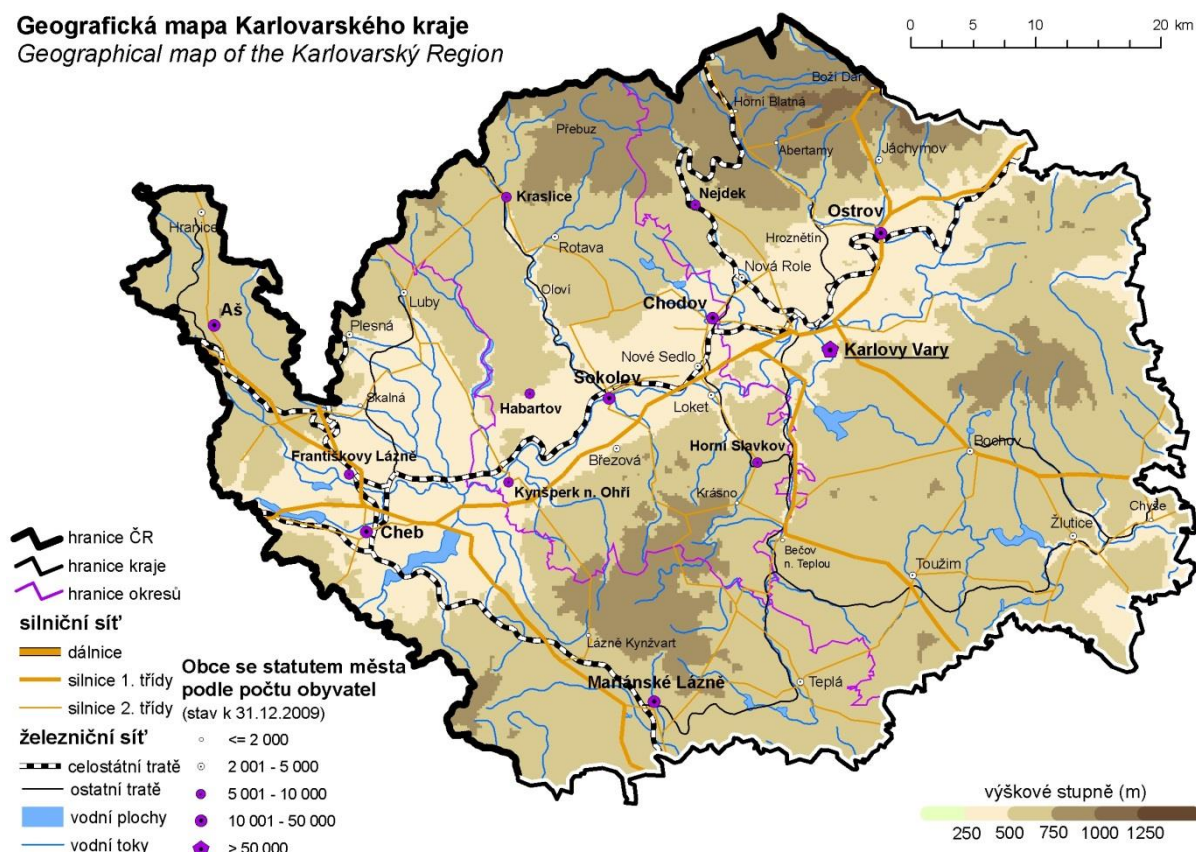 Geografická mapa Karlovarského kraje
Geographical map of the Karlovarský Region
0 5 10 20 km
Boží Dar
Horní Blatná
Přebuz
Abertamy
Jáchymov
Kraslice
Nejdek
Hranice
Ostrov
Rotava
Hroznětín
Nová Role
Oloví
Luby
Aš
Chodov
Plesná
Karlovy Vary
Nové Sedlo
Sokolov
Skalná
Habartov
Loket
Františkovy Lázně
Březová
Horní Slavkov
Bochov
Kynšperk n. Ohří
Krásno
Chyše
Cheb
Žlutice
Bečov
n. Teplou
Toužim
Lázně Kynžvart
Mariánské Lázně
Teplá
hranice ČR
hranice kraje
hranice okresů
silniční síť
dálnice
silnice 1. třídy
silnice 2. třídy
železniční síť
celostátní tratě
ostatní tratě
vodní plochy
vodní toky
Obce se statutem města
podle počtu obyvatel
(stav k 31.12.2009)
<= 2 000
2 001 - 5 000
5 001 - 10 000
10 001 - 50 000
> 50 000
výškové stupně (m)
250 500 750 1000 1250